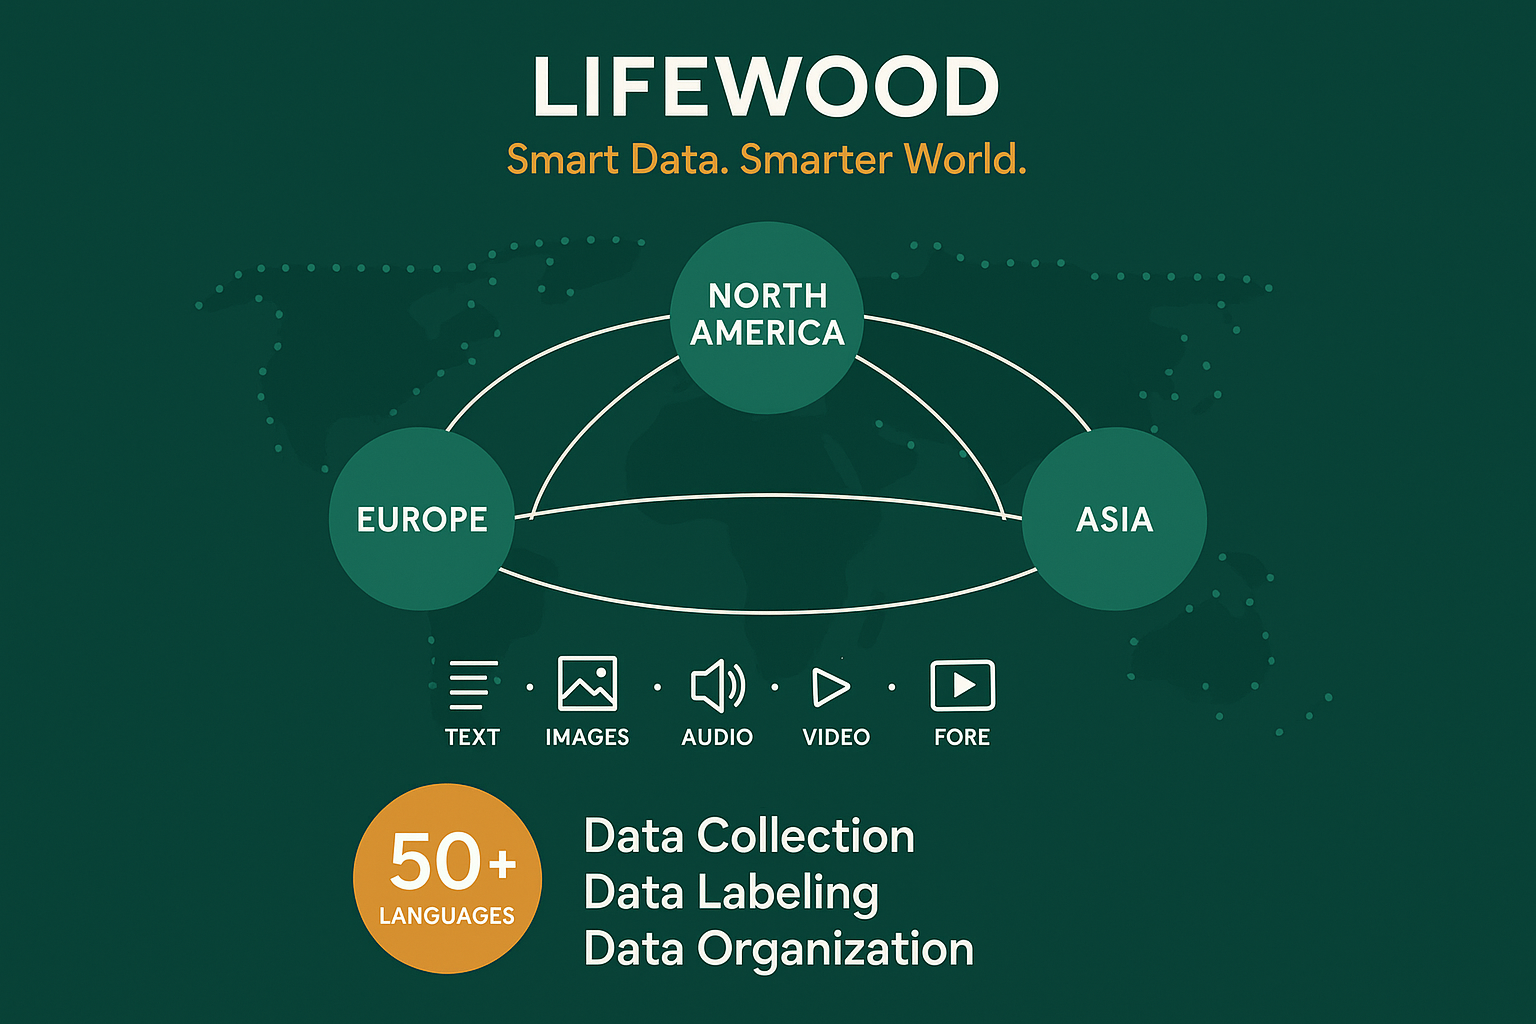 LIFEWOOD
Smart Data. Smarter World.
NORTH
AMERICA
EUROPE
ASIA
TEXT
IMAGES
AUDIO
VIDEO
FORE
50+
LANGUAGES
Data Collection
Data Labeling
Data Organization